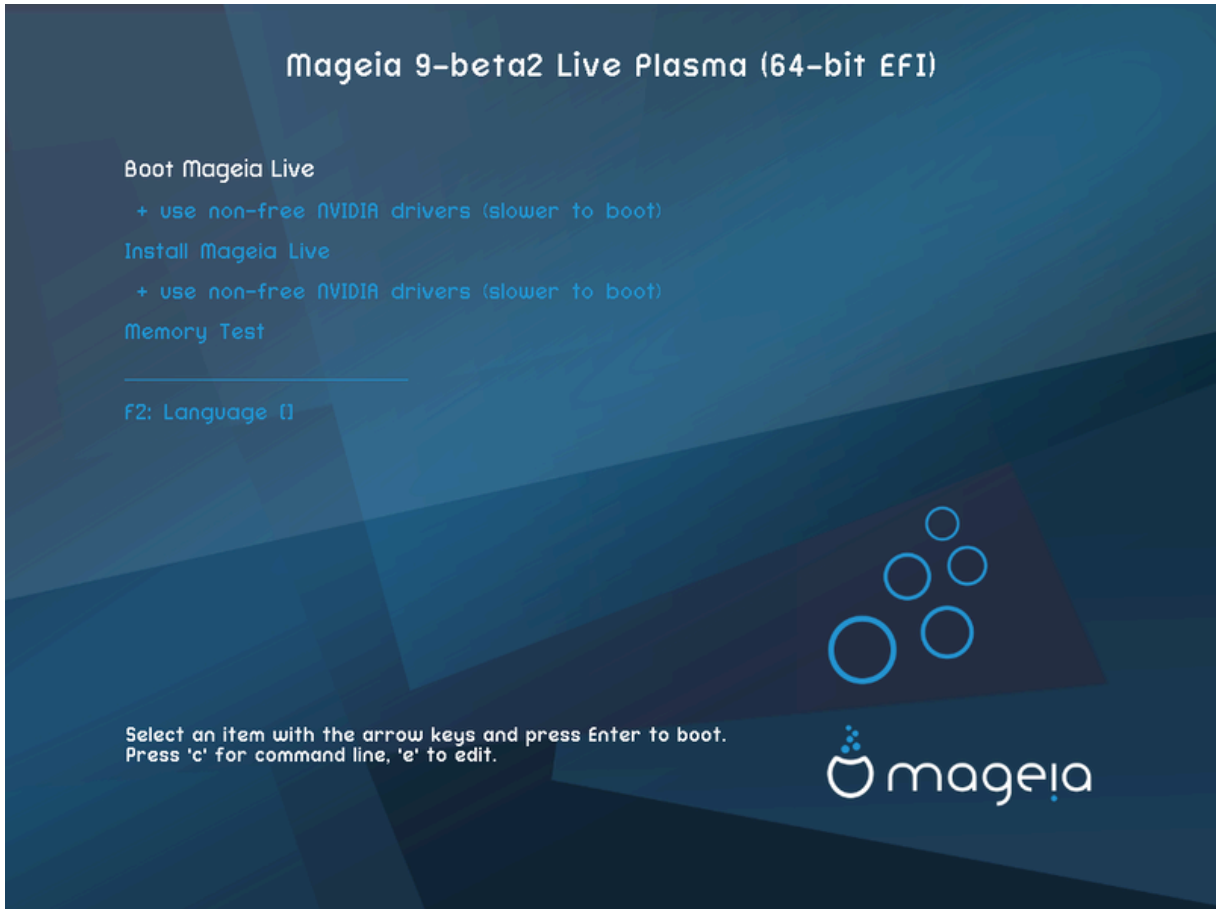 Mageia 9-beta2 Live Plasma (64-bit EFI)
Boot Mageia Live
+ use non-free NVIDIA drivers (slower to boot)
Install Mageia Live
+ use non-free NVIDIA drivers (slower to boot)
Memory Test
F2: Language []
Select an item with the arrow keys and press Enter to boot.
Press 'c' for command line, 'e' to edit.
mageia